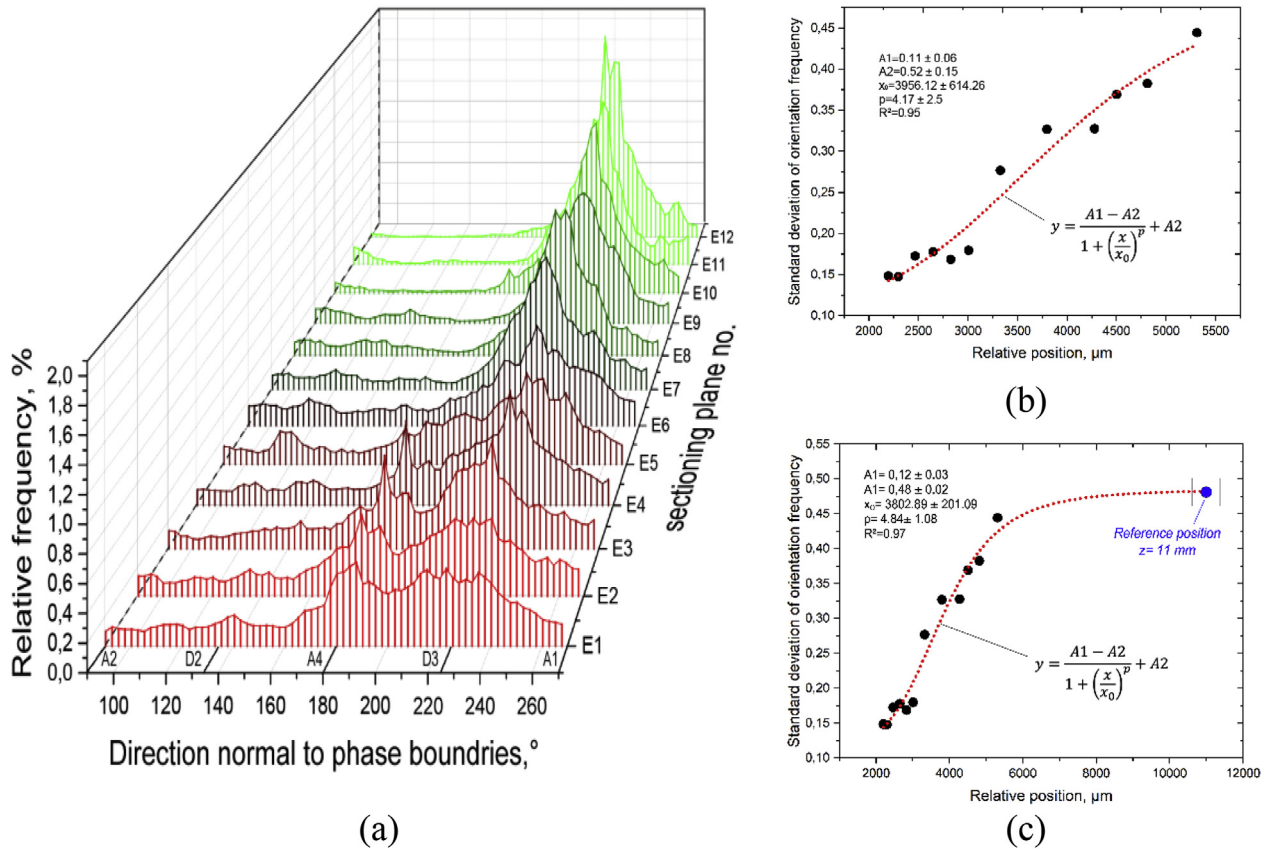 Relative frequency, %
2,0
1,8
1,6
1,4
1,2
1,0
0,8
0,6
0,4
0,2
0,0
E12
E11
E10
E9
E8
E7
E6
E5
E4
E3
E2
E1
sectioning plane no.
A2 D2 A4 D3 A1
100 120 140 160 180 200 220 240 260
Direction normal to phase boundries,°
(a)
Standard deviation of orientation frequency
0,45
0,40
0,35
0,30
0,25
0,20
0,15
0,10
A1=0.11 ± 0.06
A2=0.52 ± 0.15
x₀=3956.12 ± 614.26
p=4.17 ± 2.5
R²=0.95
y = (A1 − A2)/(1 + (x/x₀)^p) + A2
2000 2500 3000 3500 4000 4500 5000 5500
Relative position, µm
(b)
Standard deviation of orientation frequency
0,55
0,50
0,45
0,40
0,35
0,30
0,25
0,20
0,15
0,10
A1= 0,12 ± 0.03
A1= 0,48 ± 0.02
x₀= 3802.89 ± 201.09
ρ= 4.84± 1.08
R²=0.97
Reference position
z= 11 mm
y = (A1 − A2)/(1 + (x/x₀)^p) + A2
2000 4000 6000 8000 10000 12000
Relative position, µm
(c)